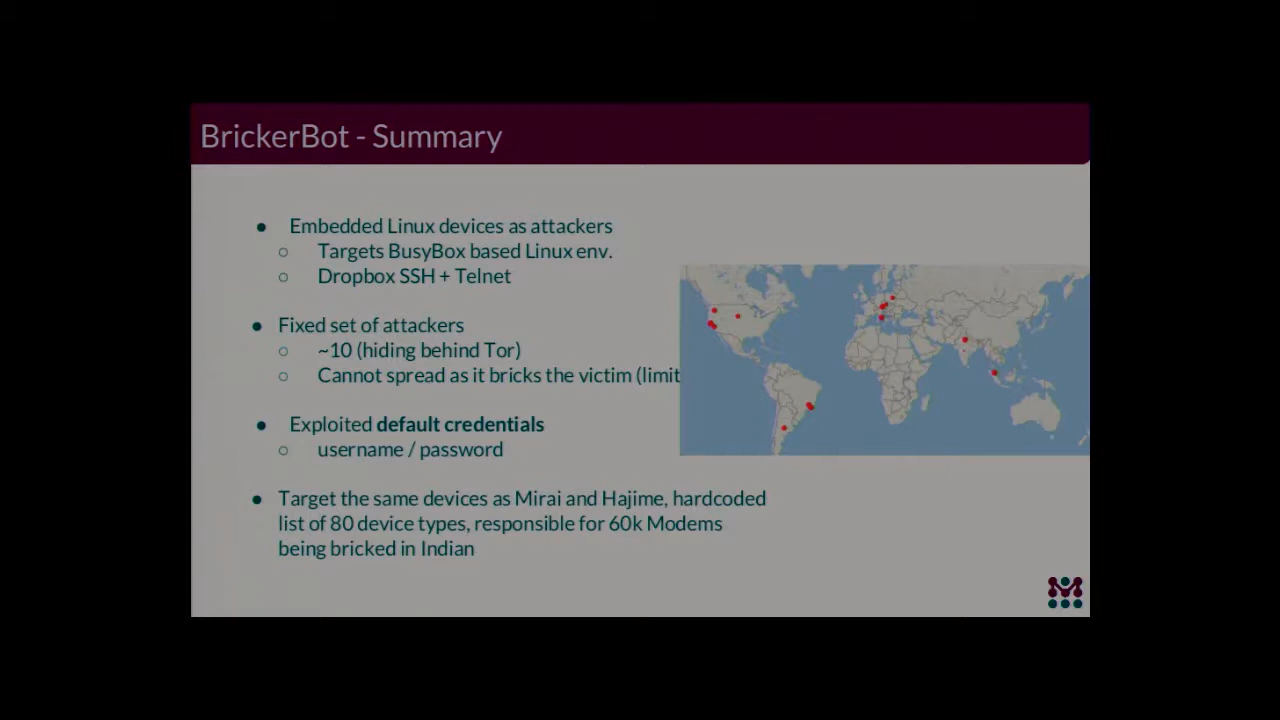 BrickerBot - Summary
● Embedded Linux devices as attackers
○ Targets BusyBox based Linux env.
○ Dropbox SSH + Telnet
● Fixed set of attackers
○ ~10 (hiding behind Tor)
○ Cannot spread as it bricks the victim (limit
● Exploited default credentials
○ username / password
● Target the same devices as Mirai and Hajime, hardcoded
list of 80 device types, responsible for 60k Modems
being bricked in Indian